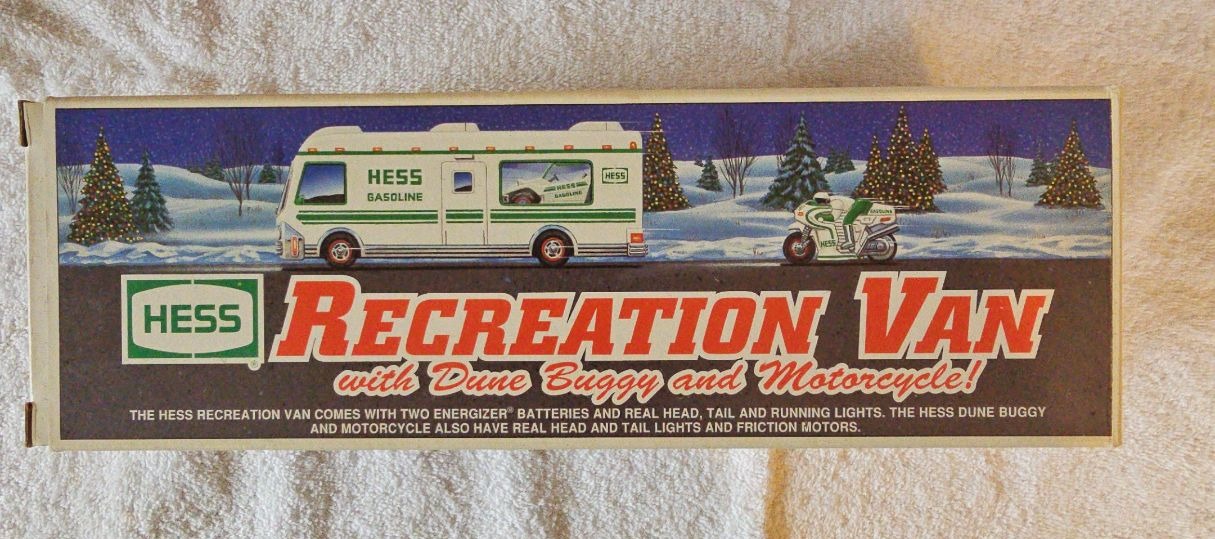 HESS
GASOLINE
HESS
GASOLINE
HESS
GASOLINE
HESS
HESS
RECREATION VAN
with Dune Buggy and Motorcycle!
THE HESS RECREATION VAN COMES WITH TWO ENERGIZER® BATTERIES AND REAL HEAD, TAIL AND RUNNING LIGHTS. THE HESS DUNE BUGGY
AND MOTORCYCLE ALSO HAVE REAL HEAD AND TAIL LIGHTS AND FRICTION MOTORS.